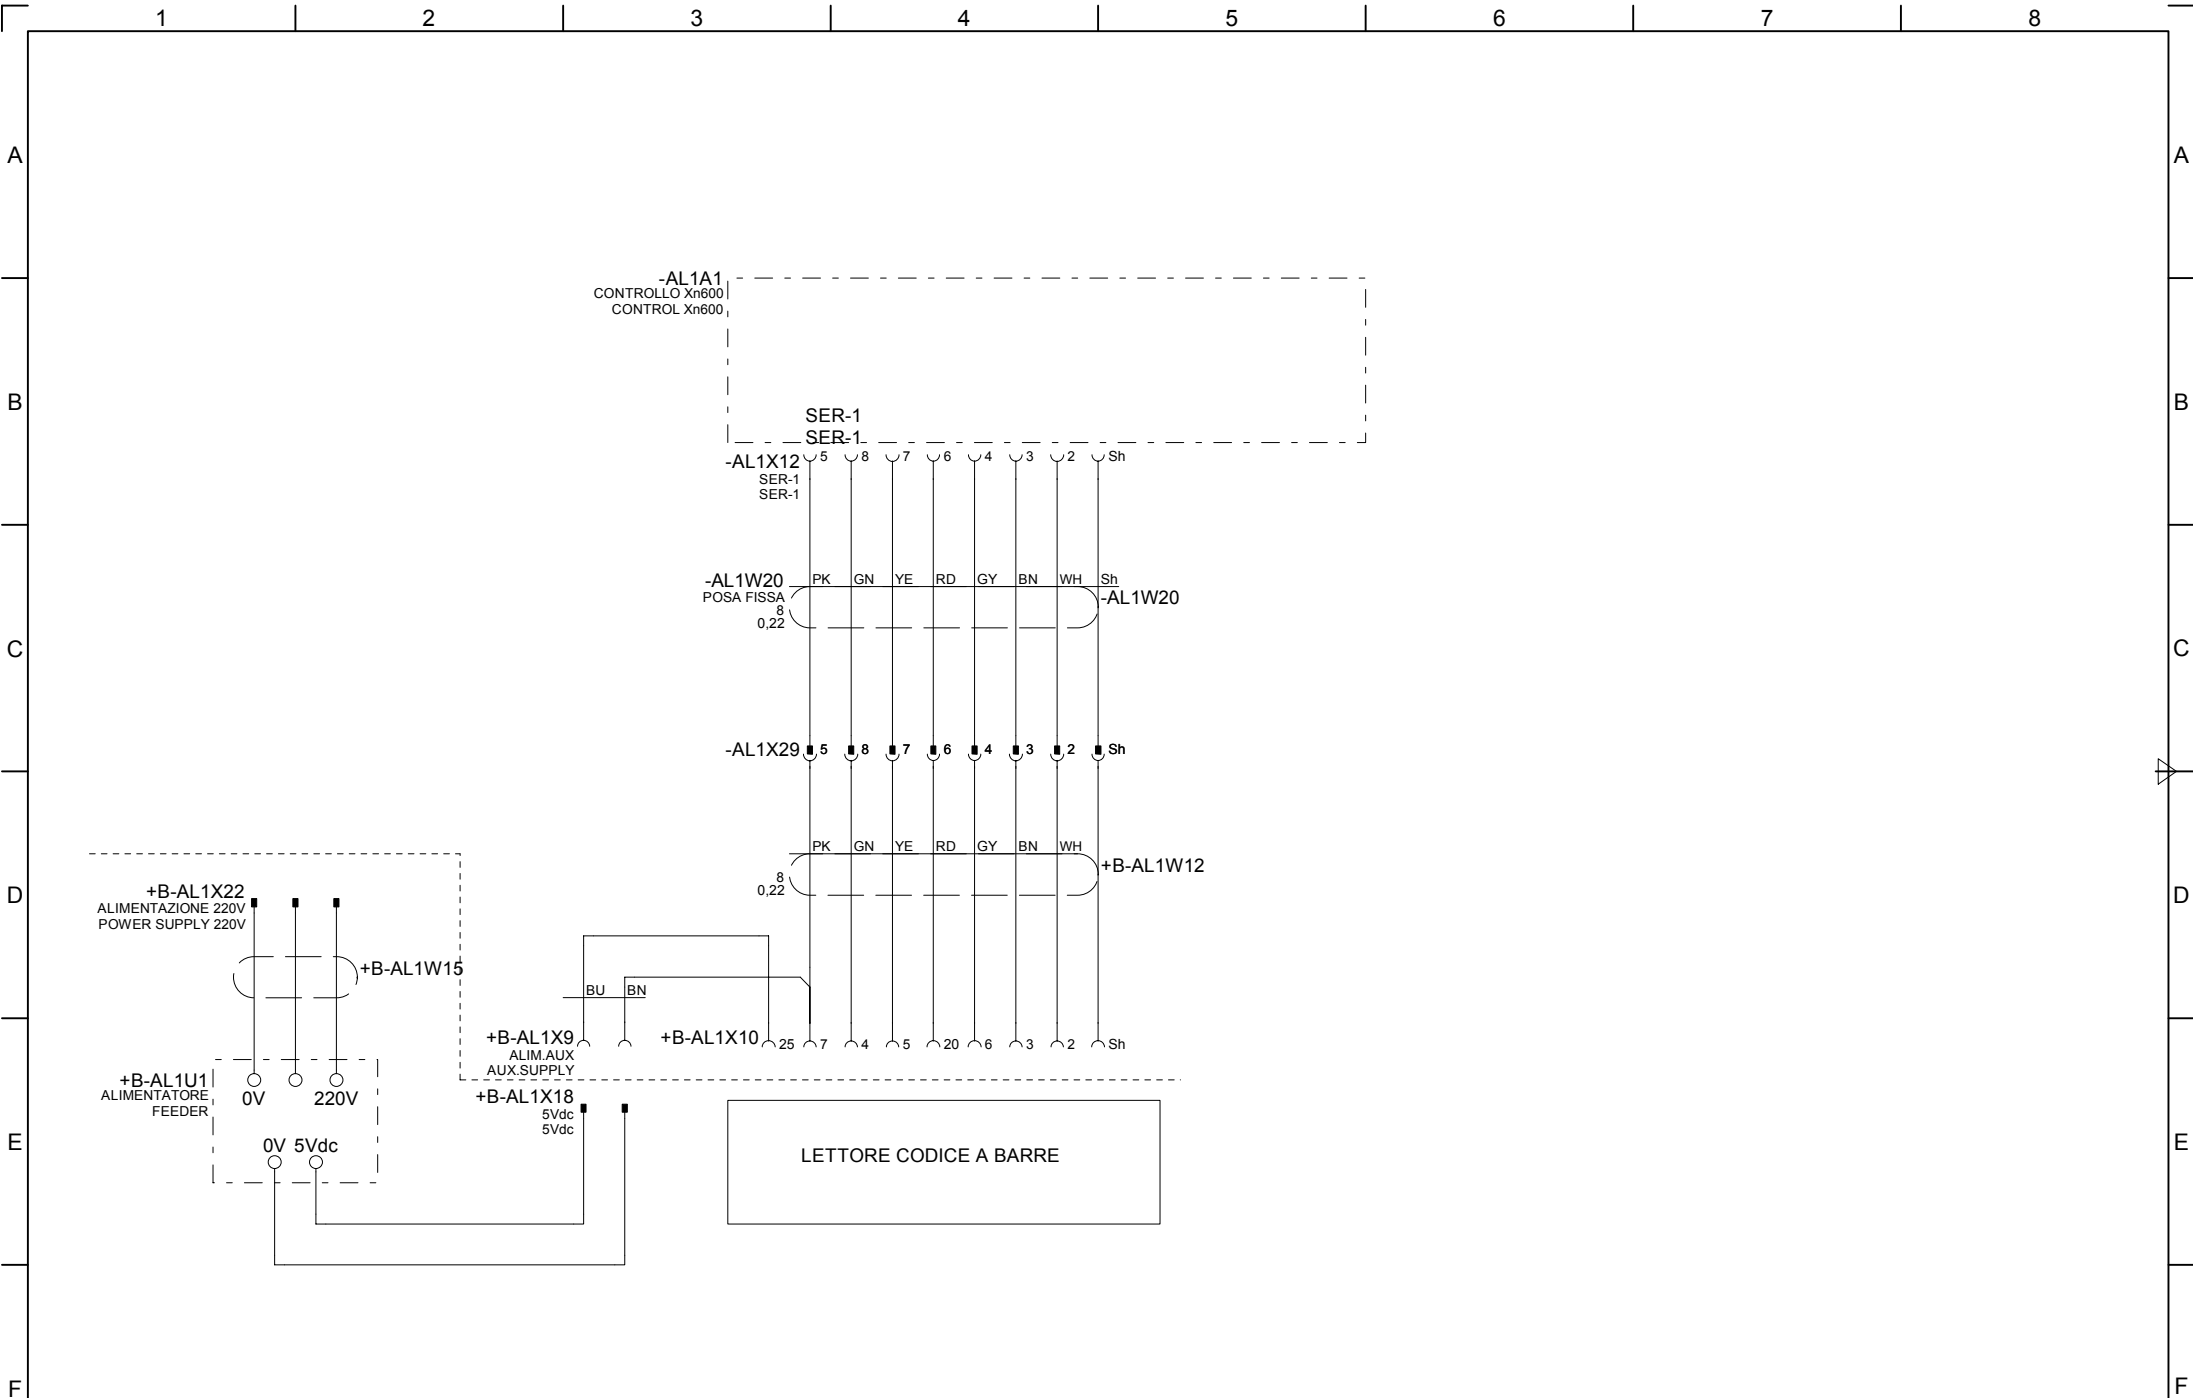 1 2 3 4 5 6 7 8
A A
-AL1A1
CONTROLLO Xn600
CONTROL Xn600
B B
SER-1
SER-1
-AL1X12 5 8 7 6 4 3 2 Sh
SER-1
SER-1
-AL1W20 PK GN YE RD GY BN WH Sh
POSA FISSA -AL1W20
8
0,22
C C
-AL1X29 5 8 7 6 4 3 2 Sh
PK GN YE RD GY BN WH
+B-AL1W12
8
0,22
D D
+B-AL1X22
ALIMENTAZIONE 220V
POWER SUPPLY 220V
+B-AL1W15
BU BN
+B-AL1X9 +B-AL1X10 25 7 4 5 20 6 3 2 Sh
ALIM.AUX
AUX.SUPPLY
+B-AL1U1
ALIMENTATORE
FEEDER
0V 220V
+B-AL1X18
5Vdc
5Vdc
E E
0V 5Vdc
LETTORE CODICE A BARRE
F F